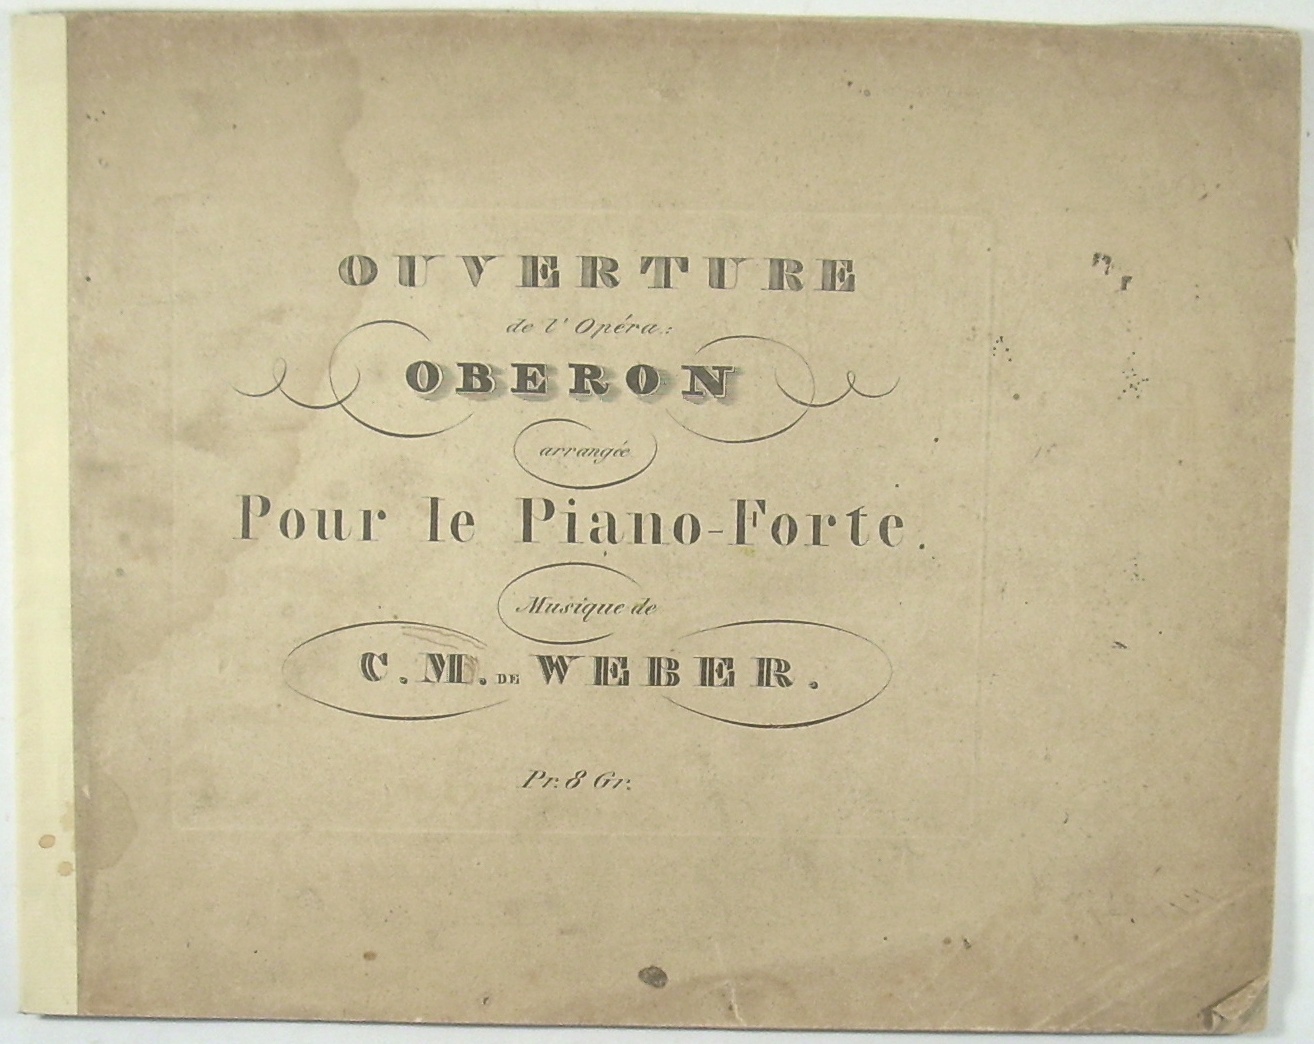 OUVERTURE
de l' Opéra:
OBERON
arrangée
Pour le Piano-Forte.
Musique de
C. M. DE WEBER.
Pr. 8 Gr.